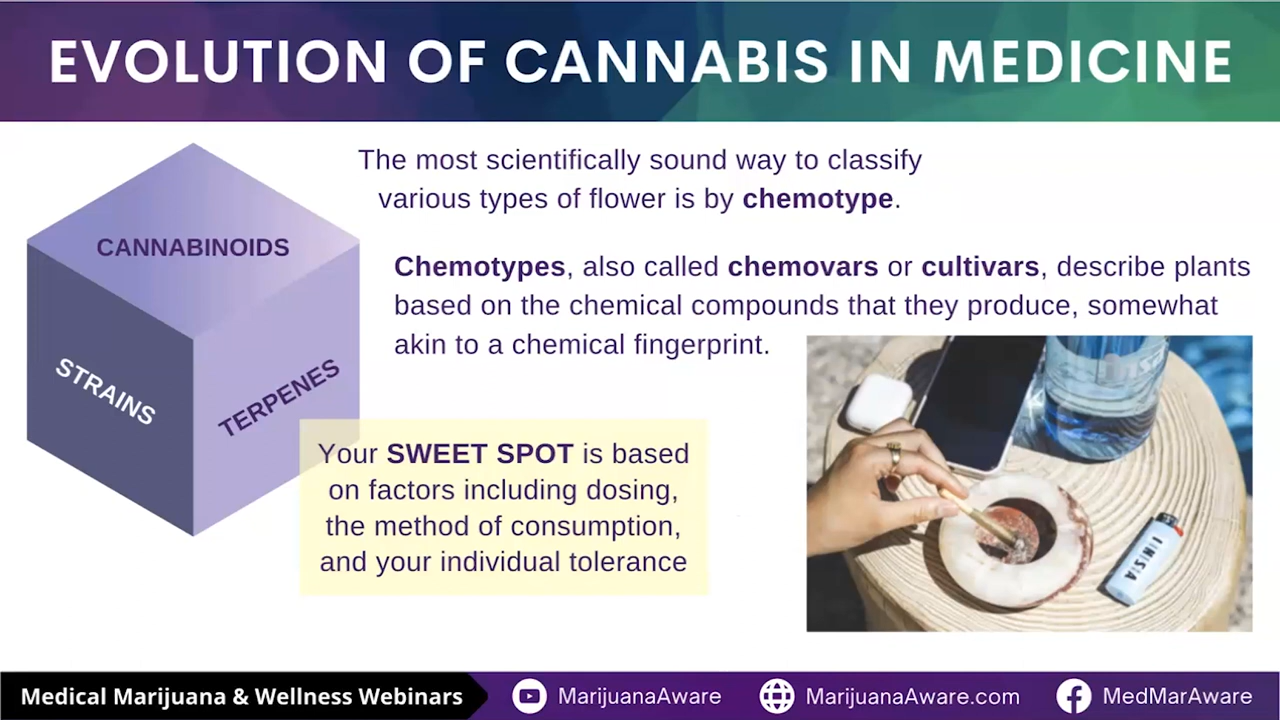 EVOLUTION OF CANNABIS IN MEDICINE
The most scientifically sound way to classify
various types of flower is by chemotype.
CANNABINOIDS
STRAINS
TERPENES
Chemotypes, also called chemovars or cultivars, describe plants
based on the chemical compounds that they produce, somewhat
akin to a chemical fingerprint.
Your SWEET SPOT is based
on factors including dosing,
the method of consumption,
and your individual tolerance
INSA
Medical Marijuana & Wellness Webinars
MarijuanaAware
MarijuanaAware.com
MedMarAware